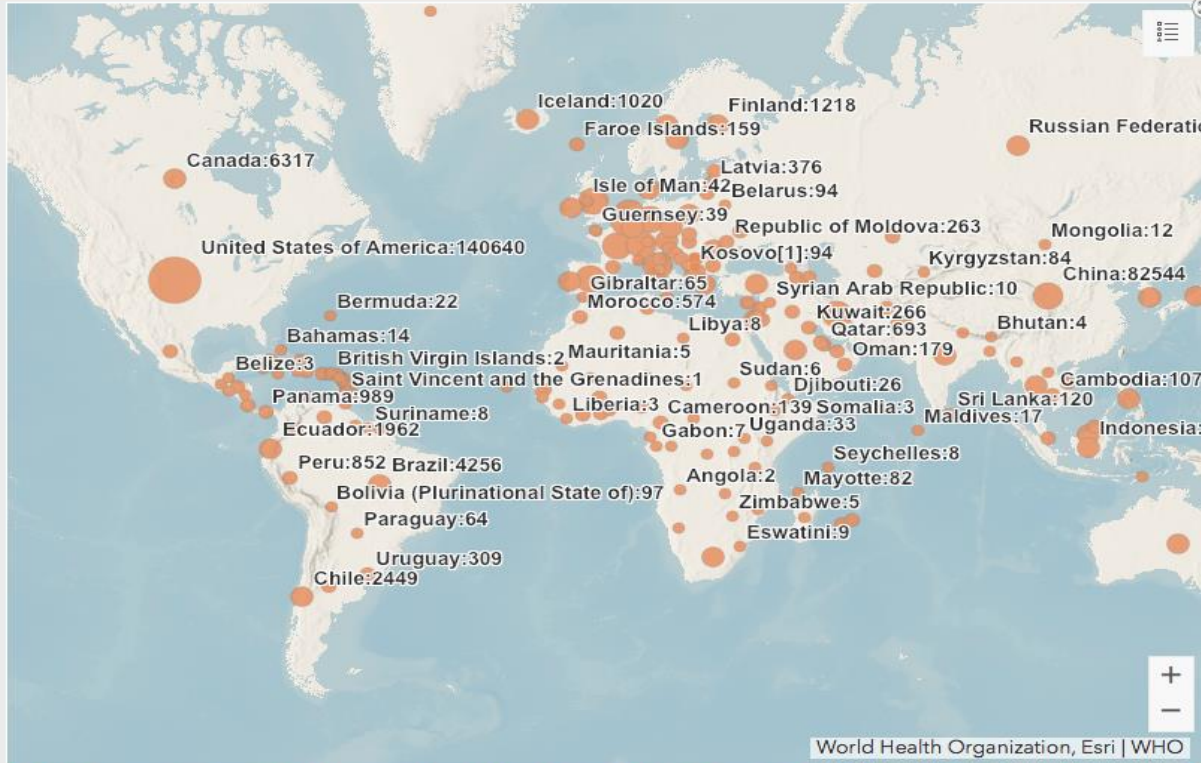 Iceland:1020
Finland:1218
Faroe Islands:159
Russian Federati
Canada:6317
Latvia:376
Isle of Man:42
Belarus:94
Guernsey:39
Republic of Moldova:263
Mongolia:12
United States of America:140640
Kosovo[1]:94
Kyrgyzstan:84
China:82544
Gibraltar:65
Syrian Arab Republic:10
Bermuda:22
Morocco:574
Kuwait:266
Libya:8
Qatar:693
Bhutan:4
Bahamas:14
Oman:179
British Virgin Islands:2
Mauritania:5
Belize:3
Sudan:6
Saint Vincent and the Grenadines:1
Djibouti:26
Cambodia:107
Panama:989
Liberia:3
Cameroon:139
Somalia:3
Sri Lanka:120
Suriname:8
Maldives:17
Ecuador:1962
Gabon:7
Uganda:33
Indonesia:
Peru:852
Brazil:4256
Seychelles:8
Angola:2
Mayotte:82
Bolivia (Plurinational State of):97
Zimbabwe:5
Paraguay:64
Eswatini:9
Uruguay:309
Chile:2449
+
−
World Health Organization, Esri | WHO